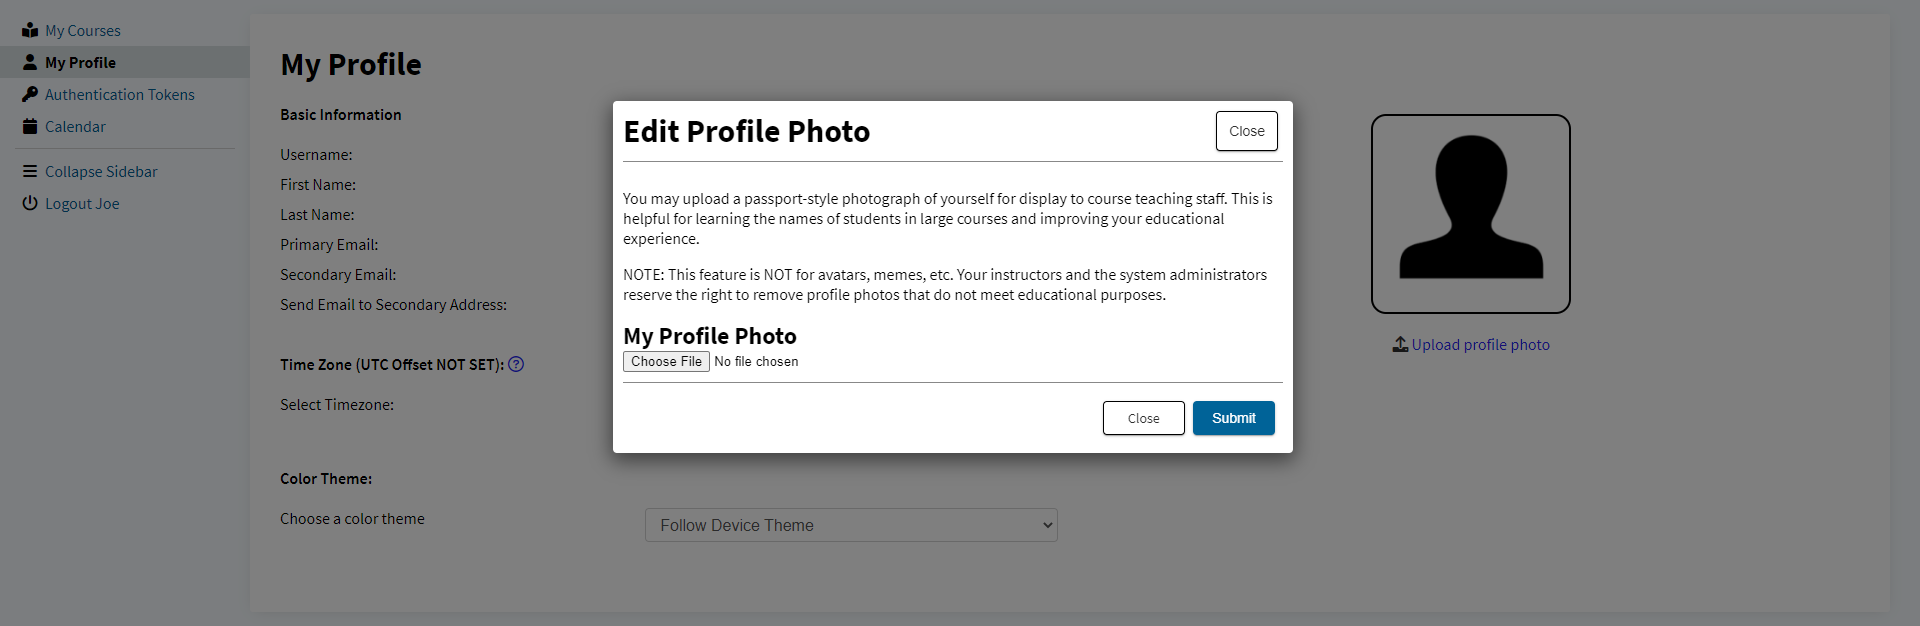 My Courses
My Profile
Authentication Tokens
Calendar
Collapse Sidebar
Logout Joe
My Profile
Basic Information
Username:
First Name:
Last Name:
Primary Email:
Secondary Email:
Send Email to Secondary Address:
Time Zone (UTC Offset NOT SET): ?
Select Timezone:
Color Theme:
Choose a color theme
Follow Device Theme
Upload profile photo
Edit Profile Photo
Close
You may upload a passport-style photograph of yourself for display to course teaching staff. This is
helpful for learning the names of students in large courses and improving your educational
experience.
NOTE: This feature is NOT for avatars, memes, etc. Your instructors and the system administrators
reserve the right to remove profile photos that do not meet educational purposes.
My Profile Photo
Choose File No file chosen
Close
Submit